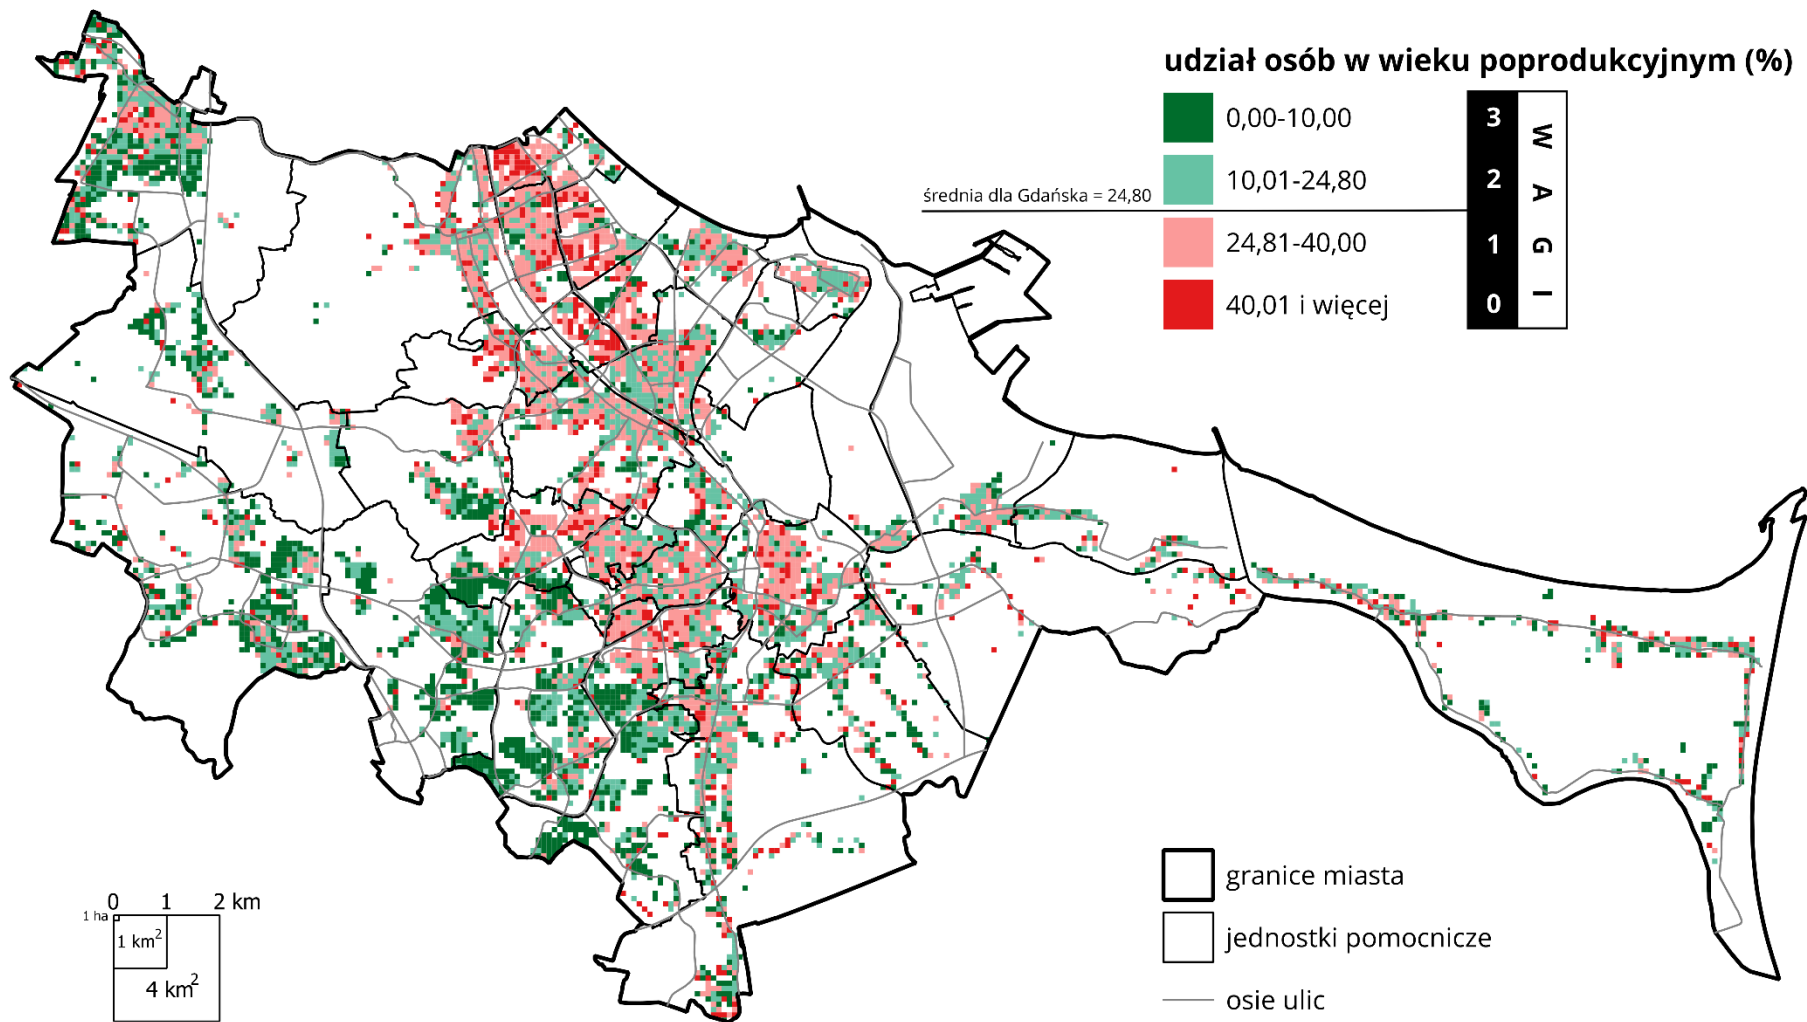 udział osób w wieku poprodukcyjnym (%)
0,00-10,00
10,01-24,80
24,81-40,00
40,01 i więcej
3
2
1
0
WAGI
średnia dla Gdańska = 24,80
granice miasta
jednostki pomocnicze
osie ulic
0 1 2 km
1 ha
1 km²
4 km²